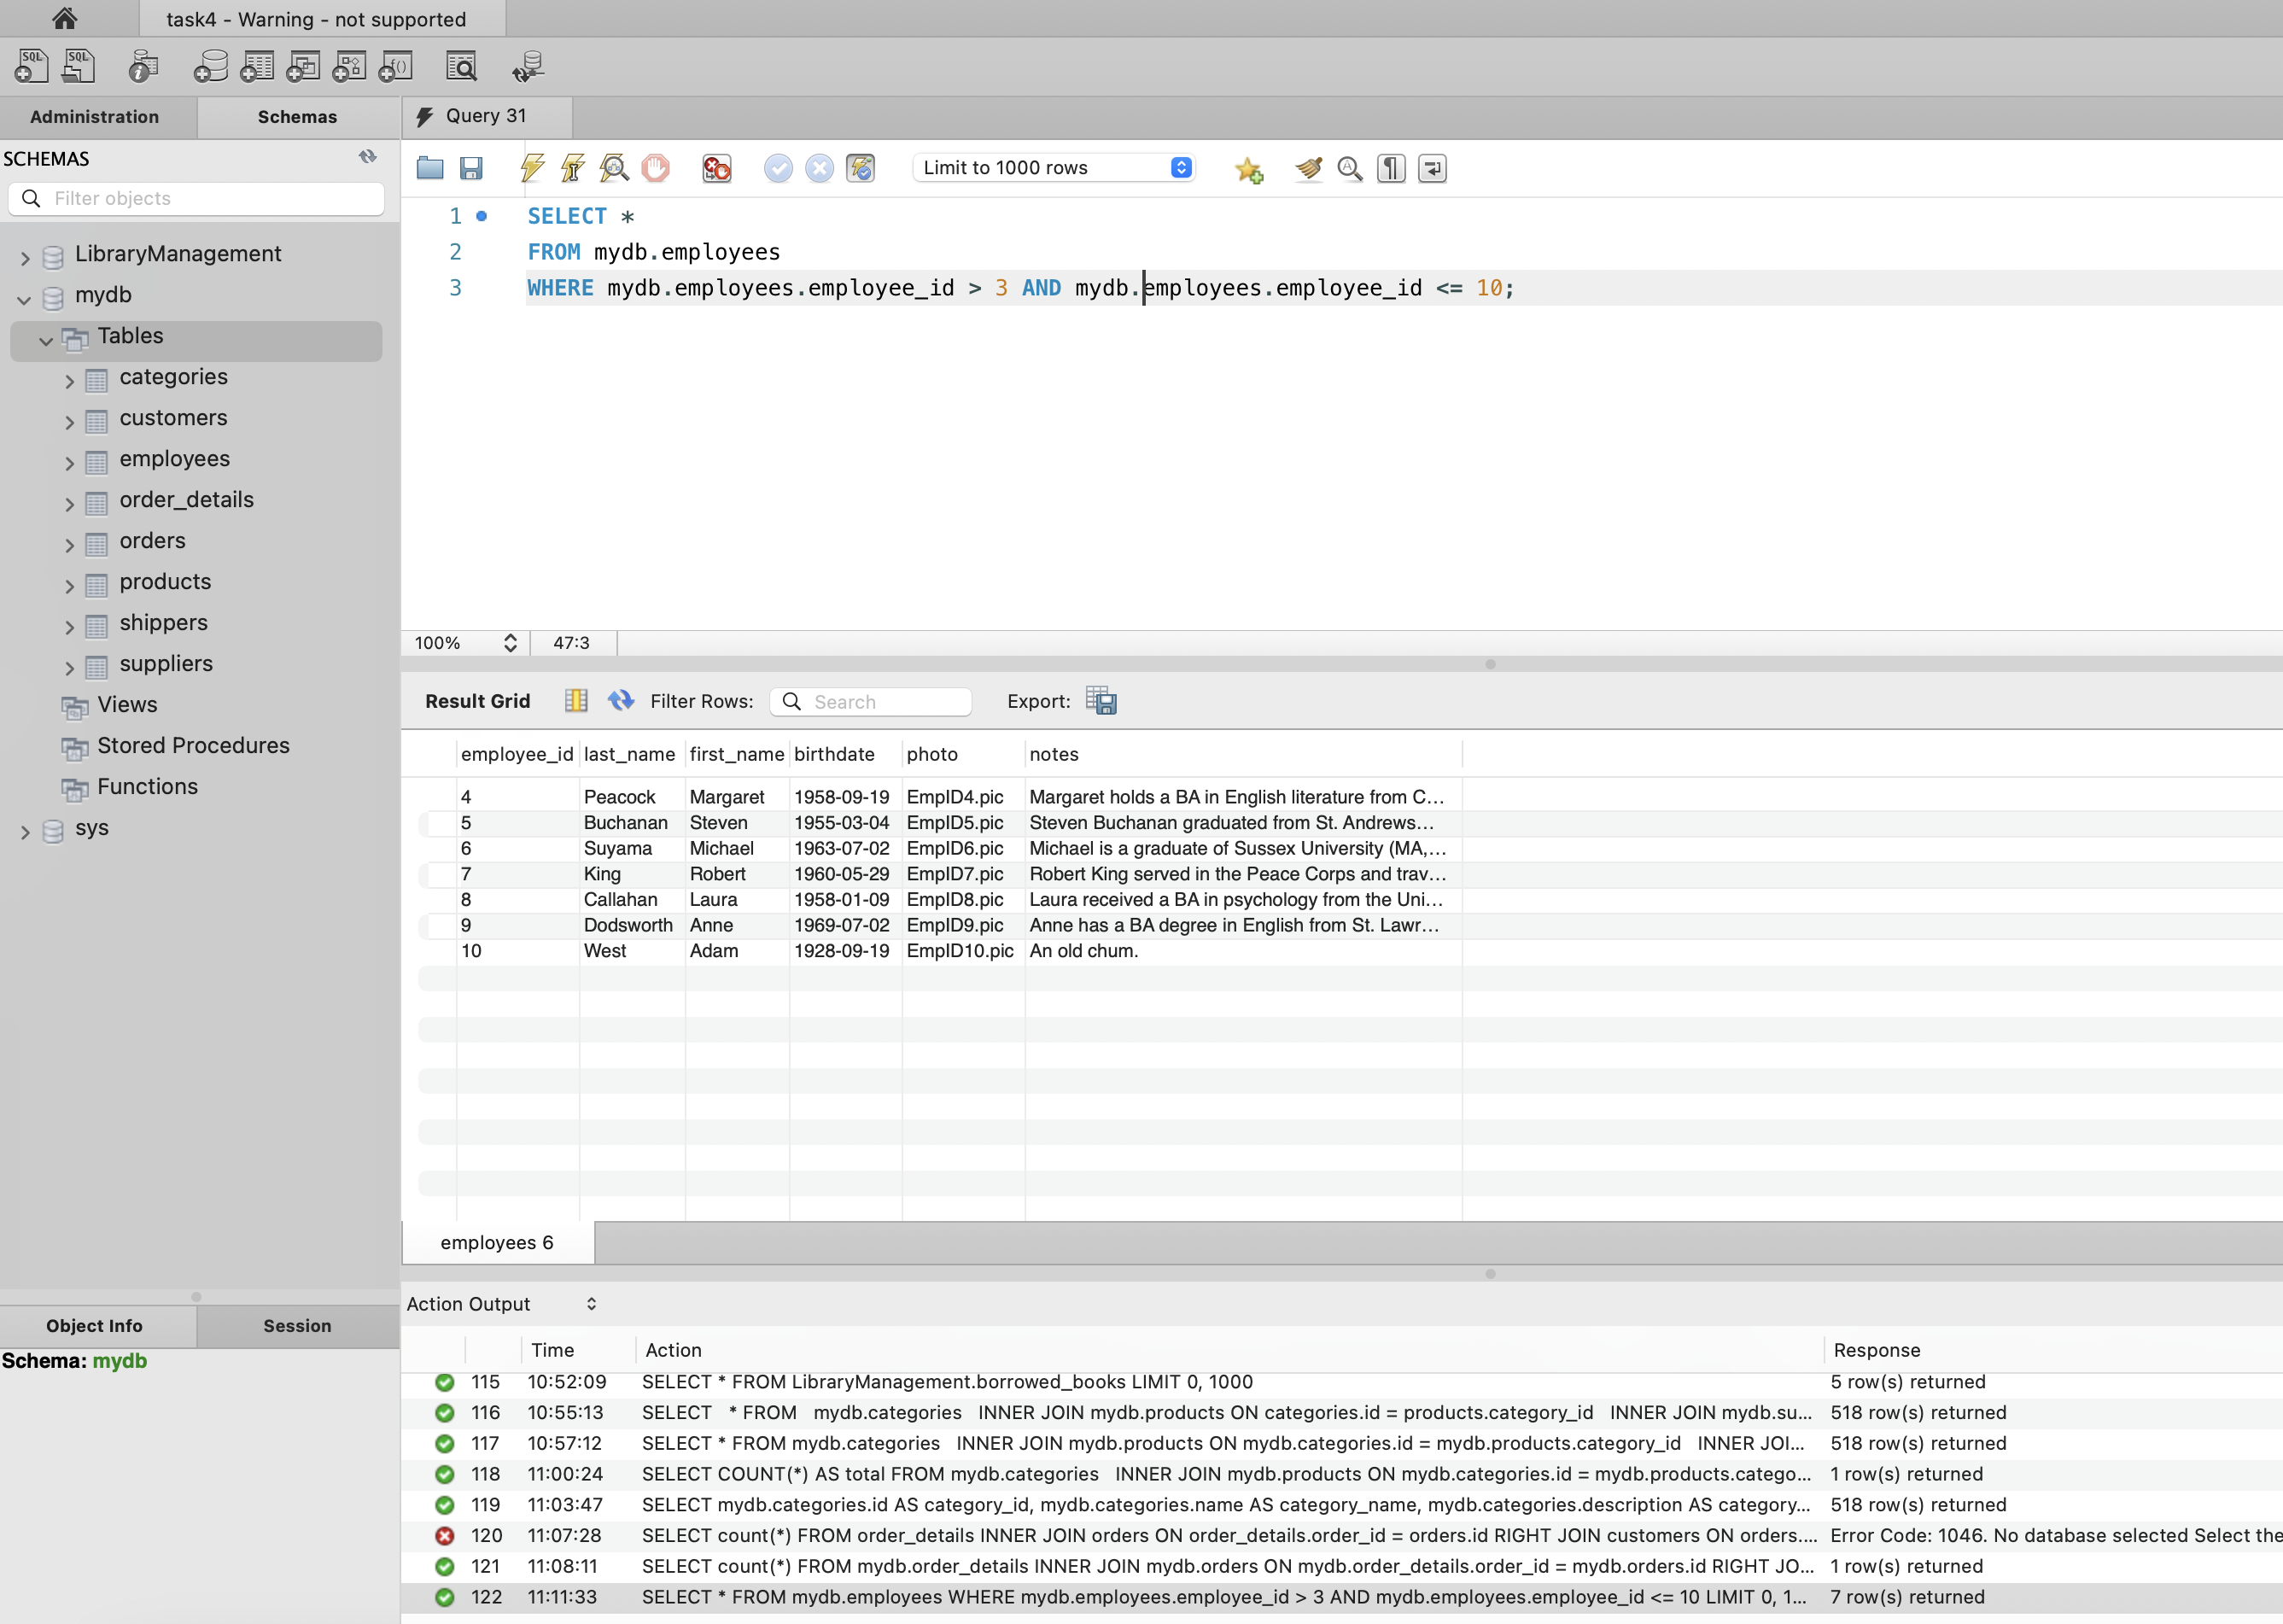 task4 - Warning - not supported
Administration
Schemas
Query 31
SCHEMAS
Filter objects
Limit to 1000 rows
LibraryManagement
mydb
Tables
categories
customers
employees
order_details
orders
products
shippers
suppliers
Views
Stored Procedures
Functions
sys
1 SELECT *
2 FROM mydb.employees
3 WHERE mydb.employees.employee_id > 3 AND mydb.employees.employee_id <= 10;
100% 47:3
Result Grid Filter Rows: Search Export:
employee_id last_name first_name birthdate photo notes
4 Peacock Margaret 1958-09-19 EmpID4.pic Margaret holds a BA in English literature from C...
5 Buchanan Steven 1955-03-04 EmpID5.pic Steven Buchanan graduated from St. Andrews...
6 Suyama Michael 1963-07-02 EmpID6.pic Michael is a graduate of Sussex University (MA,...
7 King Robert 1960-05-29 EmpID7.pic Robert King served in the Peace Corps and trav...
8 Callahan Laura 1958-01-09 EmpID8.pic Laura received a BA in psychology from the Uni...
9 Dodsworth Anne 1969-07-02 EmpID9.pic Anne has a BA degree in English from St. Lawr...
10 West Adam 1928-09-19 EmpID10.pic An old chum.
employees 6
Object Info
Session
Schema: mydb
Action Output
Time Action Response
115 10:52:09 SELECT * FROM LibraryManagement.borrowed_books LIMIT 0, 1000 5 row(s) returned
116 10:55:13 SELECT * FROM mydb.categories INNER JOIN mydb.products ON categories.id = products.category_id INNER JOIN mydb.su... 518 row(s) returned
117 10:57:12 SELECT * FROM mydb.categories INNER JOIN mydb.products ON mydb.categories.id = mydb.products.category_id INNER JOI... 518 row(s) returned
118 11:00:24 SELECT COUNT(*) AS total FROM mydb.categories INNER JOIN mydb.products ON mydb.categories.id = mydb.products.catego... 1 row(s) returned
119 11:03:47 SELECT mydb.categories.id AS category_id, mydb.categories.name AS category_name, mydb.categories.description AS category... 518 row(s) returned
120 11:07:28 SELECT count(*) FROM order_details INNER JOIN orders ON order_details.order_id = orders.id RIGHT JOIN customers ON orders.... Error Code: 1046. No database selected Select the
121 11:08:11 SELECT count(*) FROM mydb.order_details INNER JOIN mydb.orders ON mydb.order_details.order_id = mydb.orders.id RIGHT JO... 1 row(s) returned
122 11:11:33 SELECT * FROM mydb.employees WHERE mydb.employees.employee_id > 3 AND mydb.employees.employee_id <= 10 LIMIT 0, 1... 7 row(s) returned